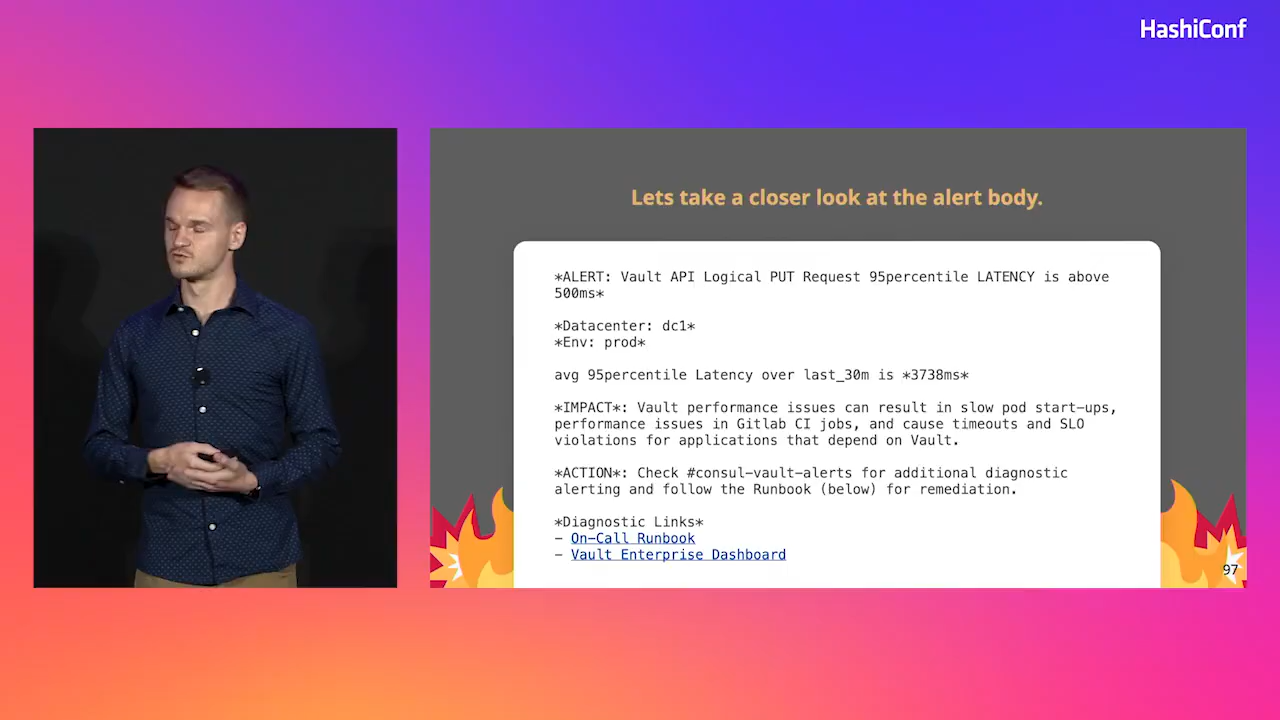 HashiConf
Lets take a closer look at the alert body.
*ALERT: Vault API Logical PUT Request 95percentile LATENCY is above
500ms*
*Datacenter: dc1*
*Env: prod*
avg 95percentile Latency over last_30m is *3738ms*
*IMPACT*: Vault performance issues can result in slow pod start-ups,
performance issues in Gitlab CI jobs, and cause timeouts and SLO
violations for applications that depend on Vault.
*ACTION*: Check #consul-vault-alerts for additional diagnostic
alerting and follow the Runbook (below) for remediation.
*Diagnostic Links*
- On-Call Runbook
- Vault Enterprise Dashboard
97